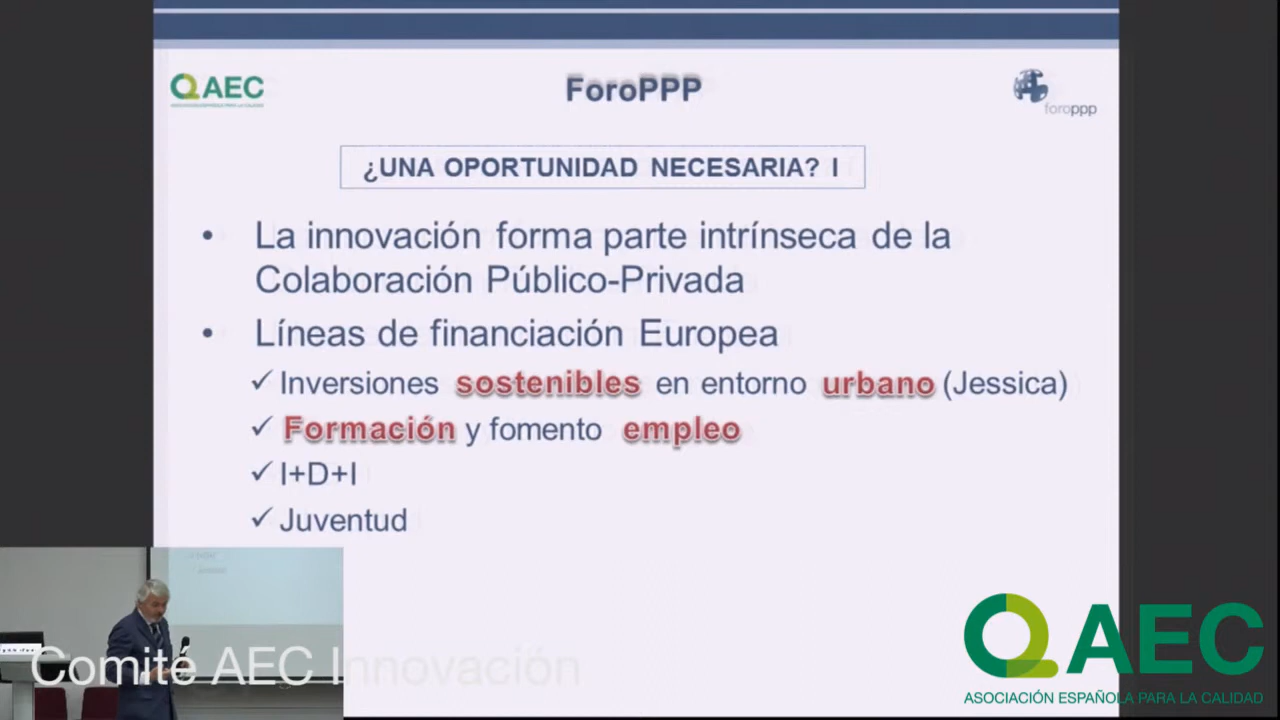 AEC
ForoPPP
foroppp
¿UNA OPORTUNIDAD NECESARIA? I
• La innovación forma parte intrínseca de la
Colaboración Público-Privada
• Líneas de financiación Europea
✓ Inversiones sostenibles en entorno urbano (Jessica)
✓ Formación y fomento empleo
✓ I+D+I
✓ Juventud
Comité AEC Innovación
AEC
ASOCIACIÓN ESPAÑOLA PARA LA CALIDAD